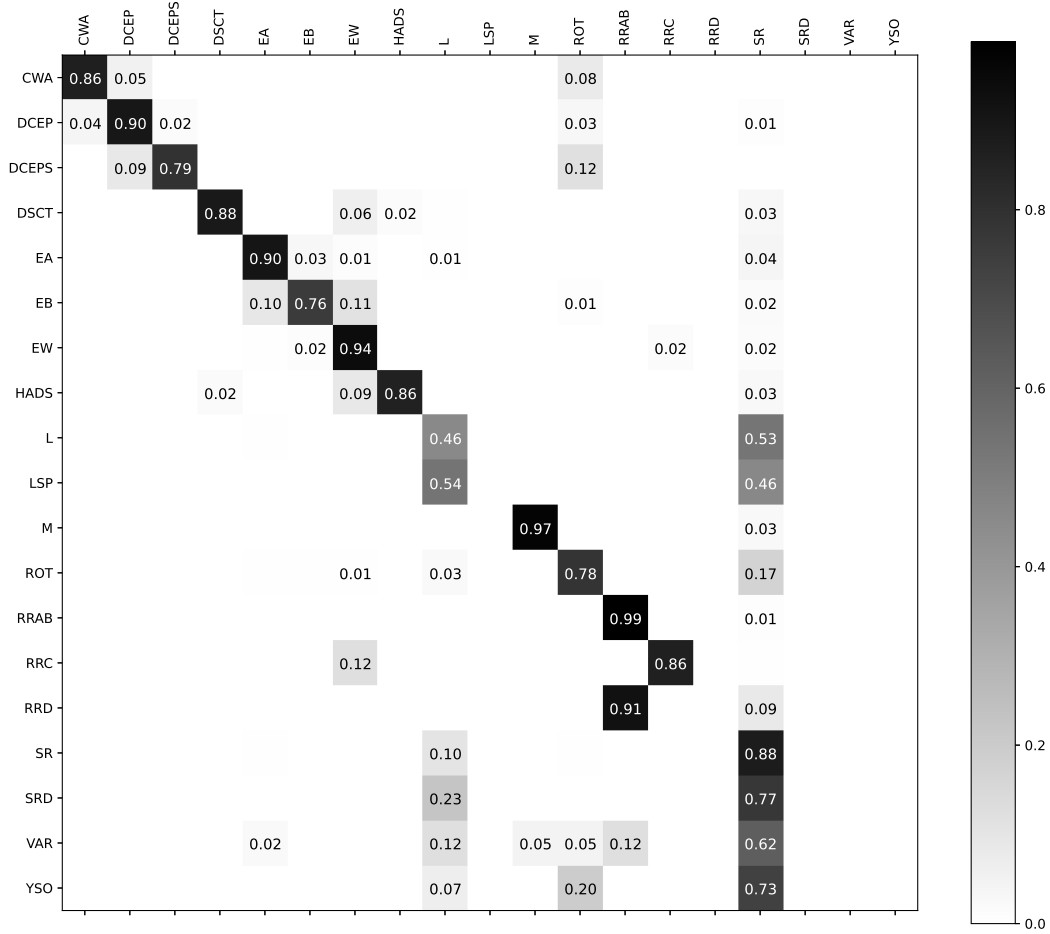 CWA DCEP DCEPS DSCT EA EB EW HADS L LSP M ROT RRAB RRC RRD SR SRD VAR YSO
CWA 0.86 0.05 0.08
DCEP 0.04 0.90 0.02 0.03 0.01
DCEPS 0.09 0.79 0.12
DSCT 0.88 0.06 0.02 0.03
0.8
EA 0.90 0.03 0.01 0.01 0.04
EB 0.10 0.76 0.11 0.01 0.02
EW 0.02 0.94 0.02 0.02
HADS 0.02 0.09 0.86 0.03
0.6
L 0.46 0.53
LSP 0.54 0.46
M 0.97 0.03
ROT 0.01 0.03 0.78 0.17
0.4
RRAB 0.99 0.01
RRC 0.12 0.86
RRD 0.91 0.09
SR 0.10 0.88
0.2
SRD 0.23 0.77
VAR 0.02 0.12 0.05 0.05 0.12 0.62
YSO 0.07 0.20 0.73
0.0